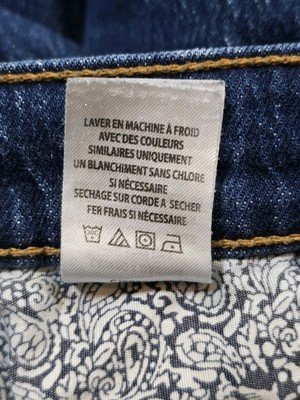 LAVER EN MACHINE À FROID
AVEC DES COULEURS
SIMILAIRES UNIQUEMENT
UN BLANCHIMENT SANS CHLORE
SI NÉCESSAIRE
SECHAGE SUR CORDE A SECHER
FER FRAIS SI NÉCESSAIRE